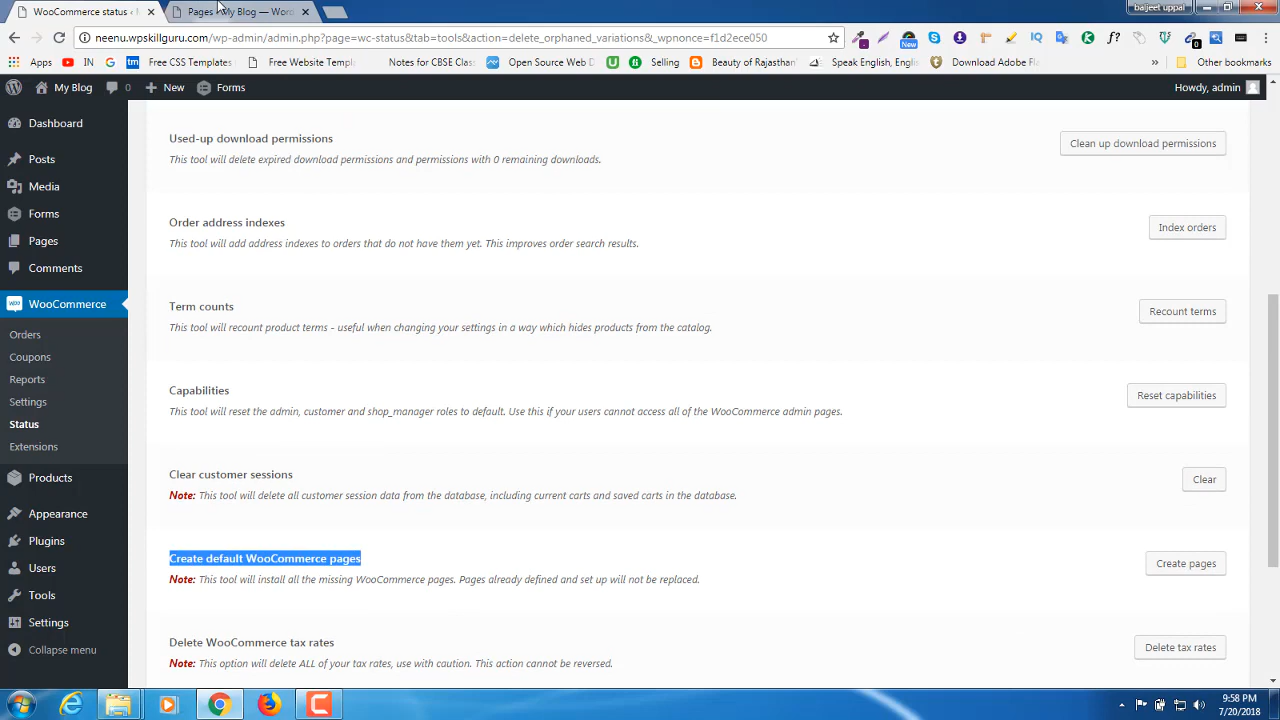 baijeet uppal
WooCommerce status ‹
Pages ‹ My Blog — Word
neenu.wpskillguru.com/wp-admin/admin.php?page=wc-status&tab=tools&action=delete_orphaned_variations&_wpnonce=f1d2ece050
New
0
Apps
IN
Free CSS Templates
Free Website Templ
Notes for CBSE Clas
Open Source Web D
Selling
Beauty of Rajasthan
Speak English, Engli
Download Adobe Fla
»
Other bookmarks
My Blog
0
New
Forms
Howdy, admin
Dashboard
Posts
Media
Forms
Pages
Comments
WooCommerce
Orders
Coupons
Reports
Settings
Status
Extensions
Products
Appearance
Plugins
Users
Tools
Settings
Collapse menu
Used-up download permissions
This tool will delete expired download permissions and permissions with 0 remaining downloads.
Clean up download permissions
Order address indexes
This tool will add address indexes to orders that do not have them yet. This improves order search results.
Index orders
Term counts
This tool will recount product terms - useful when changing your settings in a way which hides products from the catalog.
Recount terms
Capabilities
This tool will reset the admin, customer and shop_manager roles to default. Use this if your users cannot access all of the WooCommerce admin pages.
Reset capabilities
Clear customer sessions
Note: This tool will delete all customer session data from the database, including current carts and saved carts in the database.
Clear
Create default WooCommerce pages
Note: This tool will install all the missing WooCommerce pages. Pages already defined and set up will not be replaced.
Create pages
Delete WooCommerce tax rates
Note: This option will delete ALL of your tax rates, use with caution. This action cannot be reversed.
Delete tax rates
9:58 PM
7/20/2018